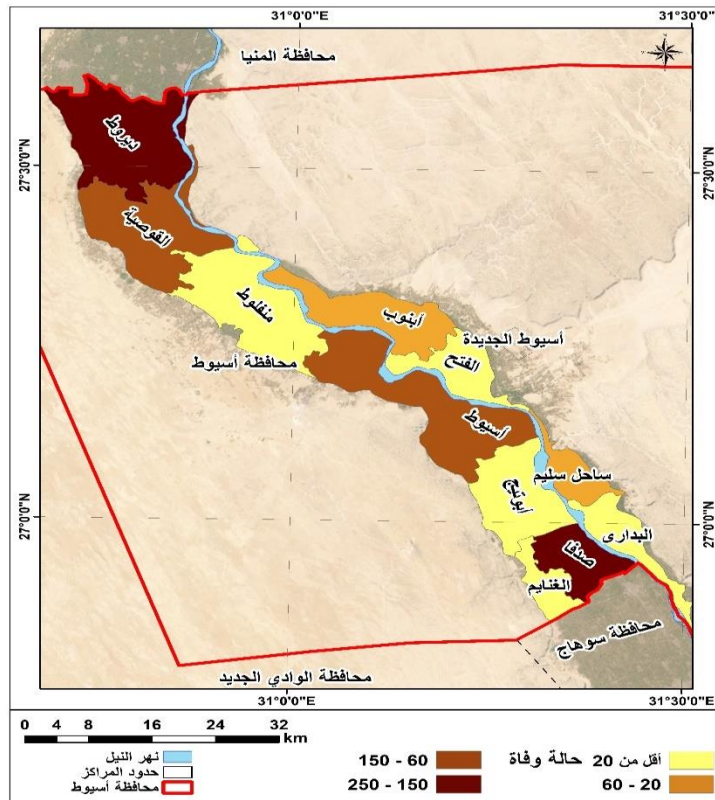 31°0'0"E
31°30'0"E
محافظة المنيا
ديروط
27°30'0"N
27°30'0"N
القوصية
منفلوط
أبنوب
أسيوط الجديدة
الفتح
محافظة أسيوط
أسيوط
ساحل سليم
أبوتيج
27°0'0"N
27°0'0"N
البدارى
صدفا
الغنايم
محافظة سوهاج
محافظة الوادي الجديد
31°0'0"E
31°30'0"E
0 4 8 16 24 32
km
نهر النيل
حدود المراكز
محافظة أسيوط
أقل من 20 حالة وفاة
20 - 60
60 - 150
150 - 250